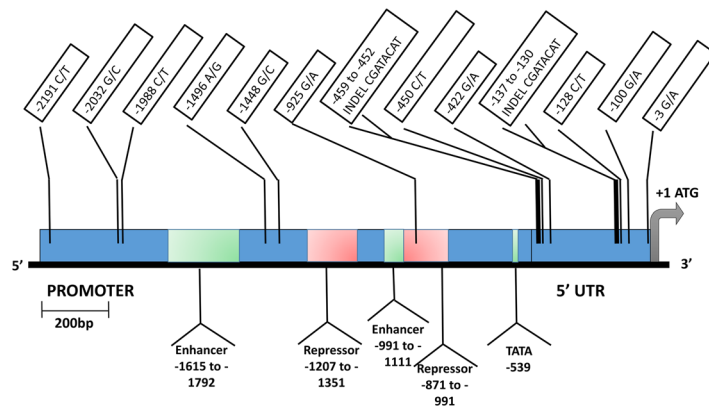 -2191 C/T
-2032 G/C
-1988 C/T
-1496 A/G
-1448 G/C
-925 G/A
-459 to -452
INDEL CGATACAT
-450 C/T
-422 G/A
-137 to -130
INDEL CGATACAT
-128 C/T
-100 G/A
-3 G/A
+1 ATG
5’
3’
PROMOTER
5’ UTR
200bp
Enhancer
-1615 to -
1792
Repressor
-1207 to -
1351
Enhancer
-991 to -
1111
Repressor
-871 to -
991
TATA
-539